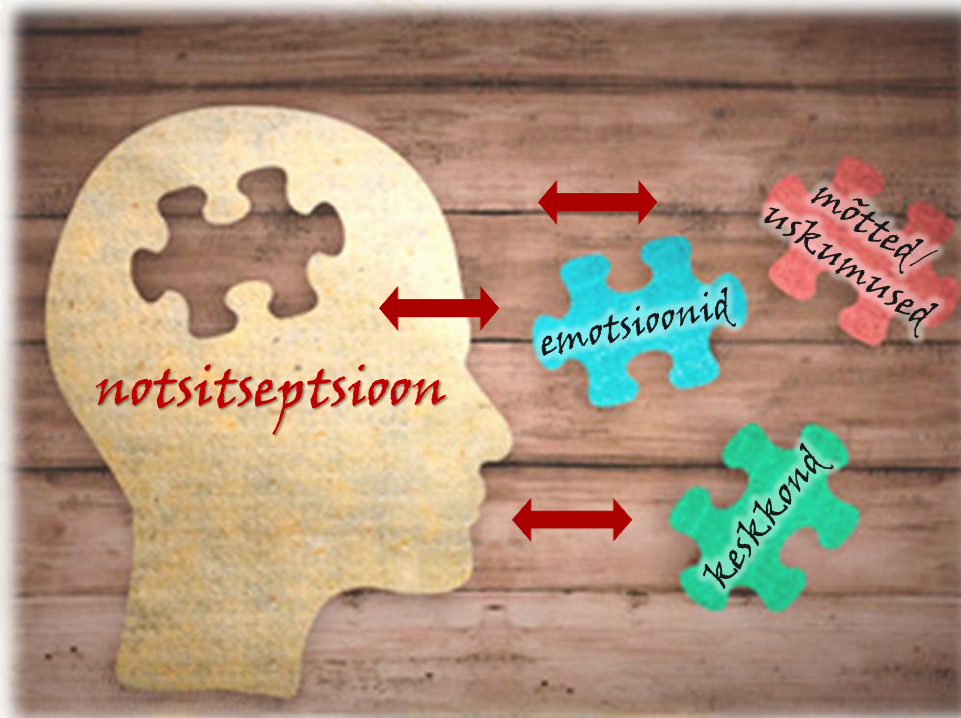 mõtted/
uskumused
emotsioonid
notsitseptsioon
keskkond